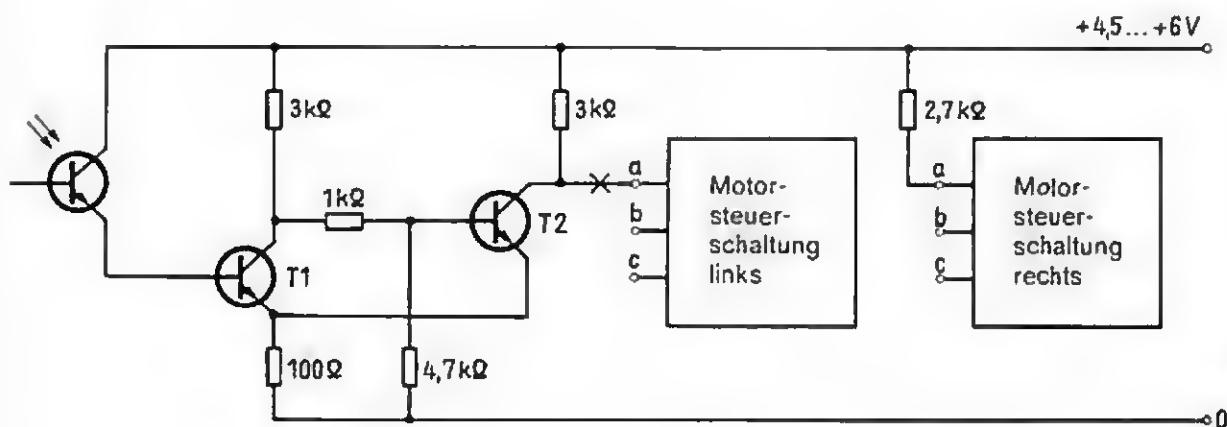 +4,5...+6V
3kΩ
3kΩ
2,7kΩ
1kΩ
T1
T2
a
b
c
Motor-
steuer-
schaltung
links
a
b
c
Motor-
steuer-
schaltung
rechts
100Ω
4,7kΩ
0